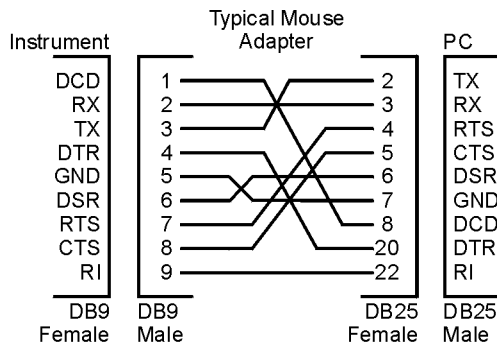 Typical Mouse
Instrument Adapter PC
DCD 1 2 TX
RX 2 3 RX
TX 3 4 RTS
DTR 4 5 CTS
GND 5 6 DSR
DSR 6 7 GND
RTS 7 8 DCD
CTS 8 20 DTR
RI 9 22 RI
DB9 DB9 DB25 DB25
Female Male Female Male